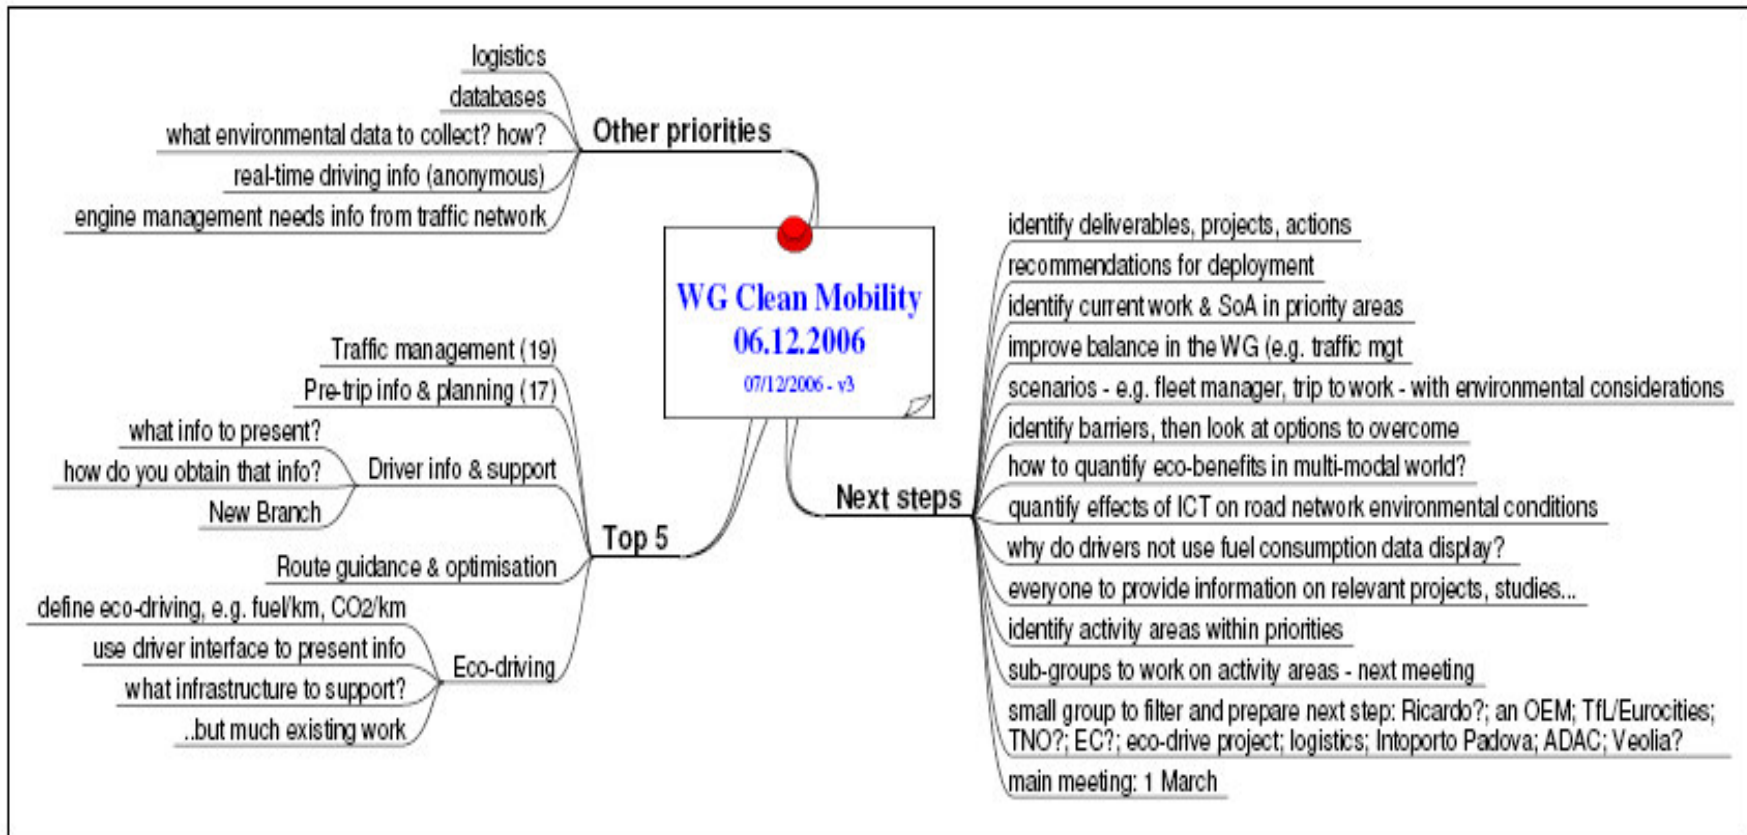 logistics
databases
what environmental data to collect? how?
real-time driving info (anonymous)
engine management needs info from traffic network
Other priorities
WG Clean Mobility
06.12.2006
07/12/2006 - v3
Traffic management (19)
Pre-trip info & planning (17)
what info to present?
how do you obtain that info?
New Branch
Driver info & support
Top 5
Route guidance & optimisation
define eco-driving, e.g. fuel/km, CO2/km
use driver interface to present info
what infrastructure to support?
..but much existing work
Eco-driving
Next steps
identify deliverables, projects, actions
recommendations for deployment
identify current work & SoA in priority areas
improve balance in the WG (e.g. traffic mgt
scenarios - e.g. fleet manager, trip to work - with environmental considerations
identify barriers, then look at options to overcome
how to quantify eco-benefits in multi-modal world?
quantify effects of ICT on road network environmental conditions
why do drivers not use fuel consumption data display?
everyone to provide information on relevant projects, studies...
identify activity areas within priorities
sub-groups to work on activity areas - next meeting
small group to filter and prepare next step: Ricardo?; an OEM; TfL/Eurocities;
TNO?; EC?; eco-drive project; logistics; Intoporto Padova; ADAC; Veolia?
main meeting: 1 March